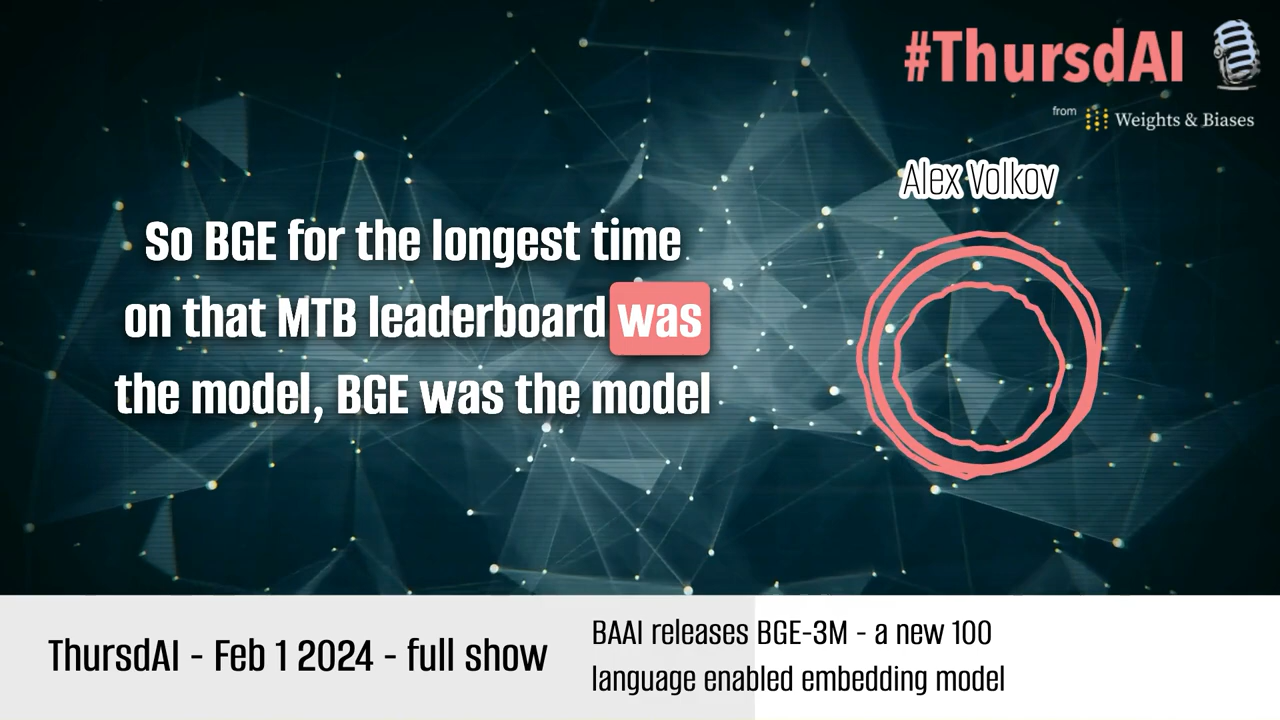 #ThursdAI
from Weights & Biases
Alex Volkov
So BGE for the longest time
on that MTB leaderboard was
the model, BGE was the model
ThursdAI - Feb 1 2024 - full show
BAAI releases BGE-3M - a new 100
language enabled embedding model